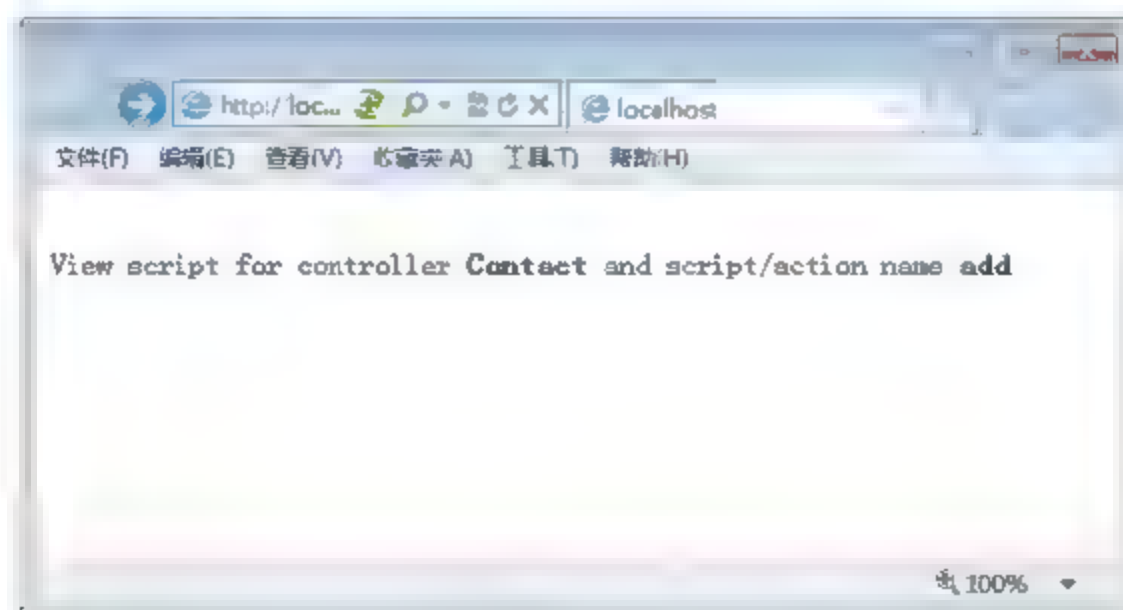 http:/ loc... localhost
文件(F) 编辑(E) 查看(V) 收藏夹 A) 工具 T) 帮助(H)
View script for controller Contact and script/action name add
100%